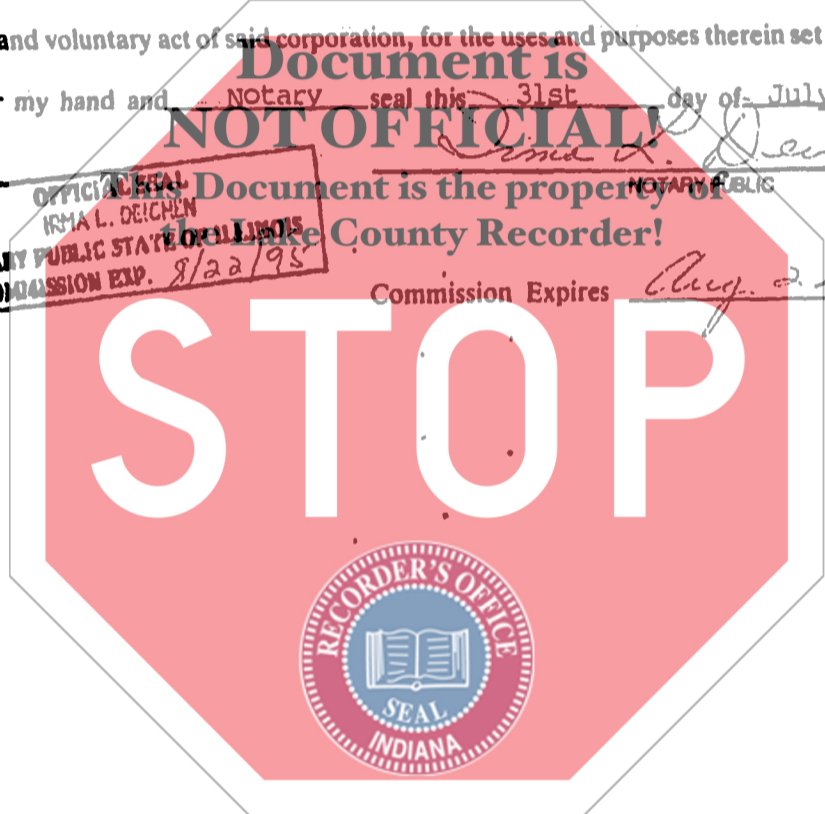 and voluntary act of said corporation, for the uses and purposes therein set
Document is
my hand and Notary seal this 31st day of July
NOT OFFICIAL!
This Document is the property of
NOTARY PUBLIC
the Lake County Recorder!
OFFICIAL SEAL
IRMA L. DEICHEN
PUBLIC STATE OF ILLINOIS
EXP. 8/22/95
Commission Expires Aug.
STOP
RECORDER'S OFFICE
SEAL
INDIANA